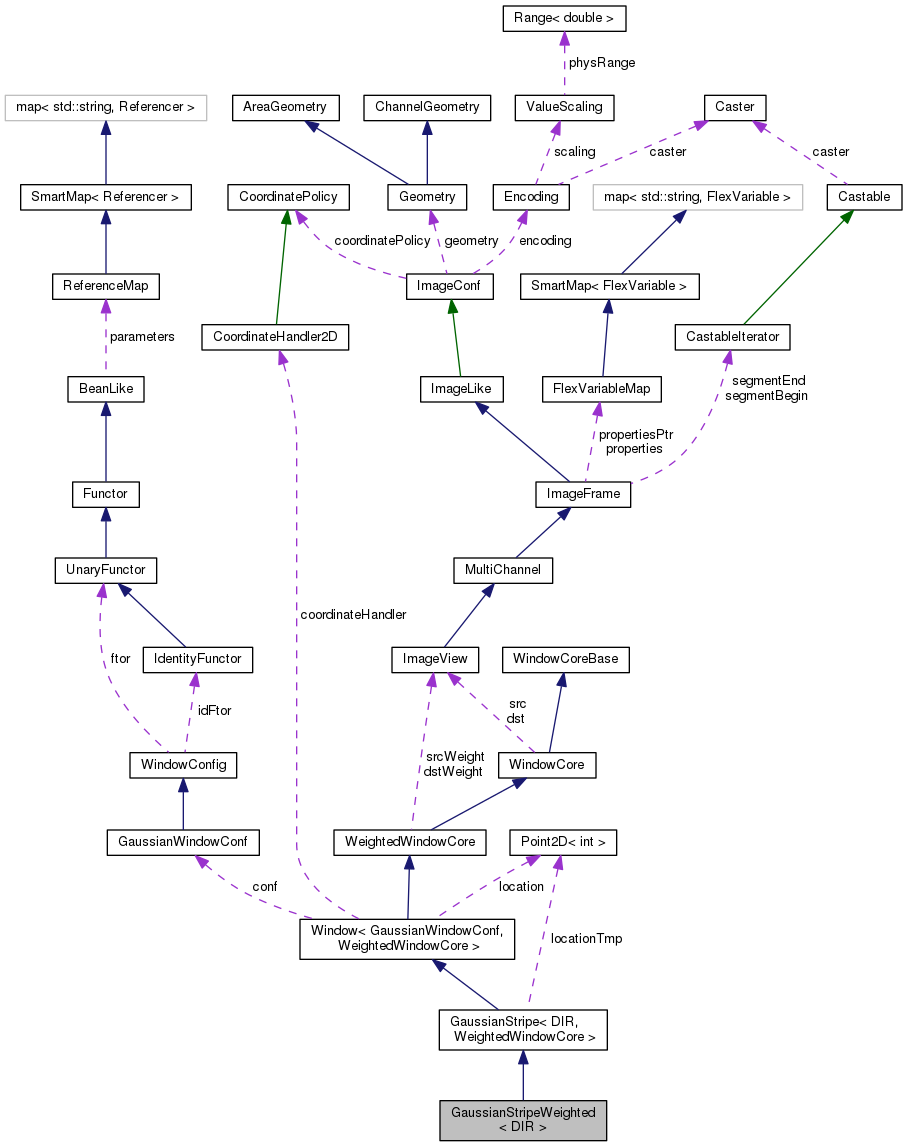 Range< double >
physRange
map< std::string, Referencer >
AreaGeometry
ChannelGeometry
ValueScaling
Caster
scaling
caster
caster
SmartMap< Referencer >
CoordinatePolicy
Geometry
Encoding
map< std::string, FlexVariable >
Castable
coordinatePolicy
geometry
encoding
ReferenceMap
ImageConf
SmartMap< FlexVariable >
parameters
CoordinateHandler2D
CastableIterator
BeanLike
ImageLike
FlexVariableMap
segmentEnd
segmentBegin
propertiesPtr
properties
Functor
ImageFrame
UnaryFunctor
MultiChannel
coordinateHandler
ftor
IdentityFunctor
ImageView
WindowCoreBase
idFtor
src
dst
srcWeight
dstWeight
WindowConfig
WindowCore
GaussianWindowConf
WeightedWindowCore
Point2D< int >
conf
location
Window< GaussianWindowConf,
WeightedWindowCore >
locationTmp
GaussianStripe< DIR,
WeightedWindowCore >
GaussianStripeWeighted
< DIR >